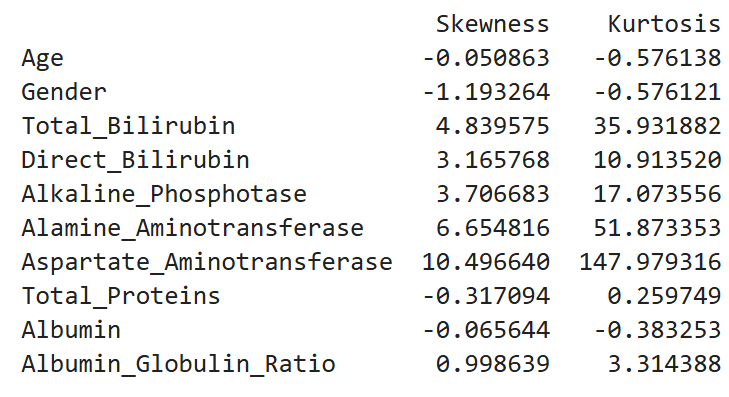 Skewness Kurtosis
Age -0.050863 -0.576138
Gender -1.193264 -0.576121
Total_Bilirubin 4.839575 35.931882
Direct_Bilirubin 3.165768 10.913520
Alkaline_Phosphotase 3.706683 17.073556
Alamine_Aminotransferase 6.654816 51.873353
Aspartate_Aminotransferase 10.496640 147.979316
Total_Proteins -0.317094 0.259749
Albumin -0.065644 -0.383253
Albumin_Globulin_Ratio 0.998639 3.314388